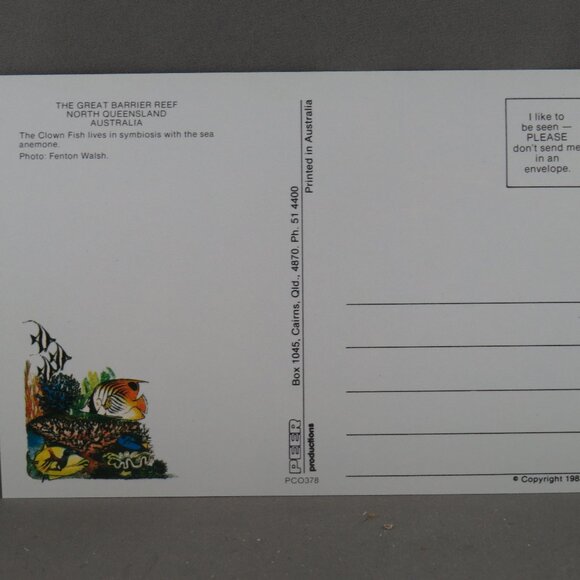 THE GREAT BARRIER REEF
NORTH QUEENSLAND
AUSTRALIA
The Clown Fish lives in symbiosis with the sea
anemone.
Photo: Fenton Walsh.
PEER
productions
Box 1045, Cairns, Qld., 4870. Ph. 51 4400
Printed in Australia
PCO378
I like to
be seen —
PLEASE
don't send me
in an
envelope.
© Copyright 198